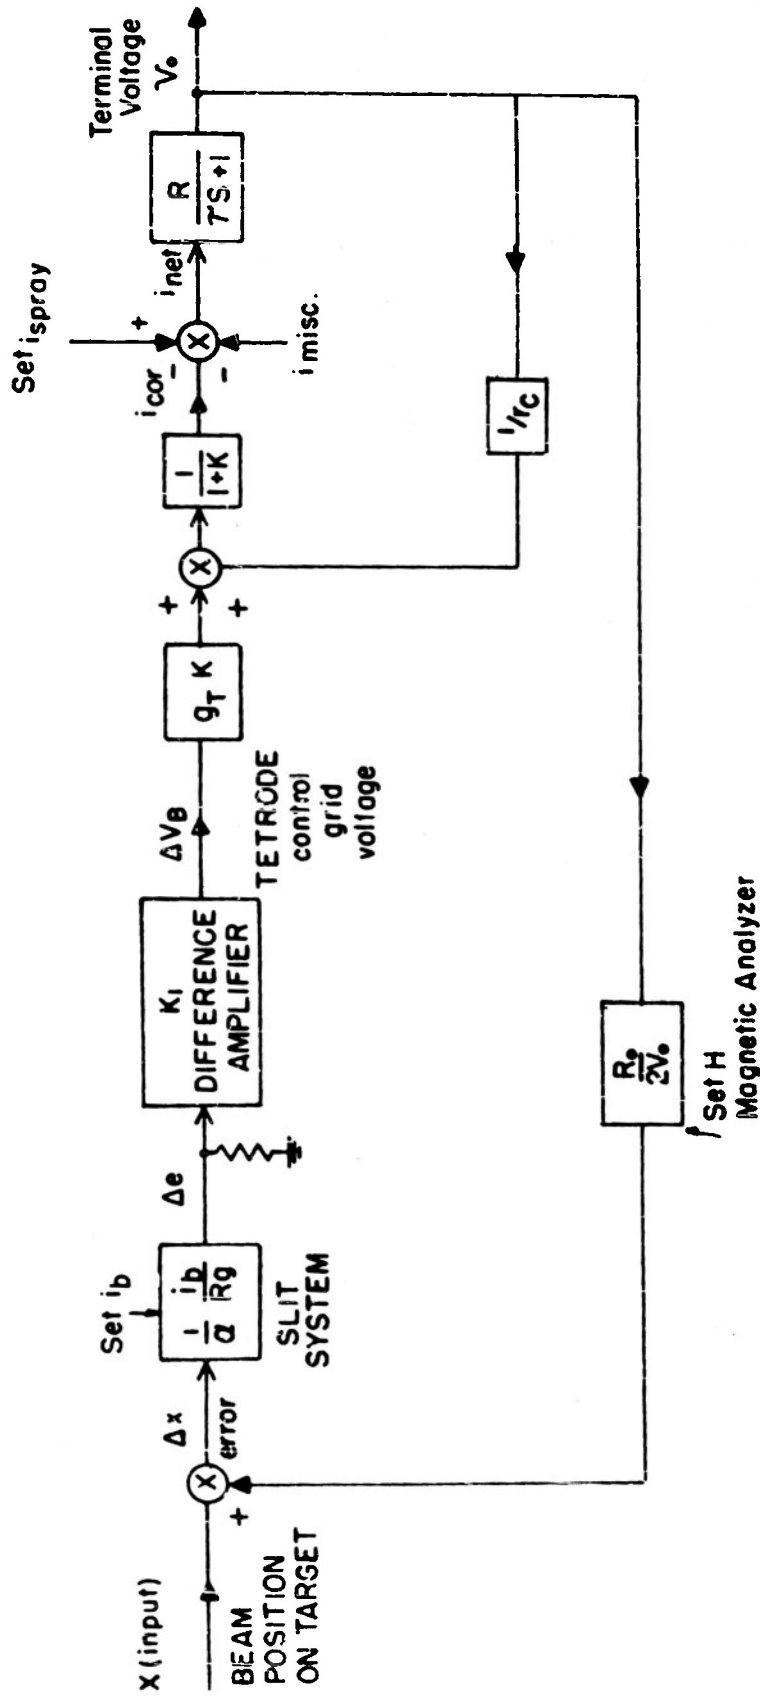 X (input)
BEAM
POSITION
ON TARGET
X
+
Δx
error
Set i_b
1/a i_b/Rg
SLIT
SYSTEM
Δe
K₁
DIFFERENCE
AMPLIFIER
ΔV_B
TETRODE
control
grid
voltage
g_T K
+
+
X
1/1+K
i_cor
-
-
X
+
Set i_spray
i_misc.
i_net
R/τS+1
Terminal
Voltage
V₀
1/r_c
R₀/2V₀
Set H
Magnetic Analyzer